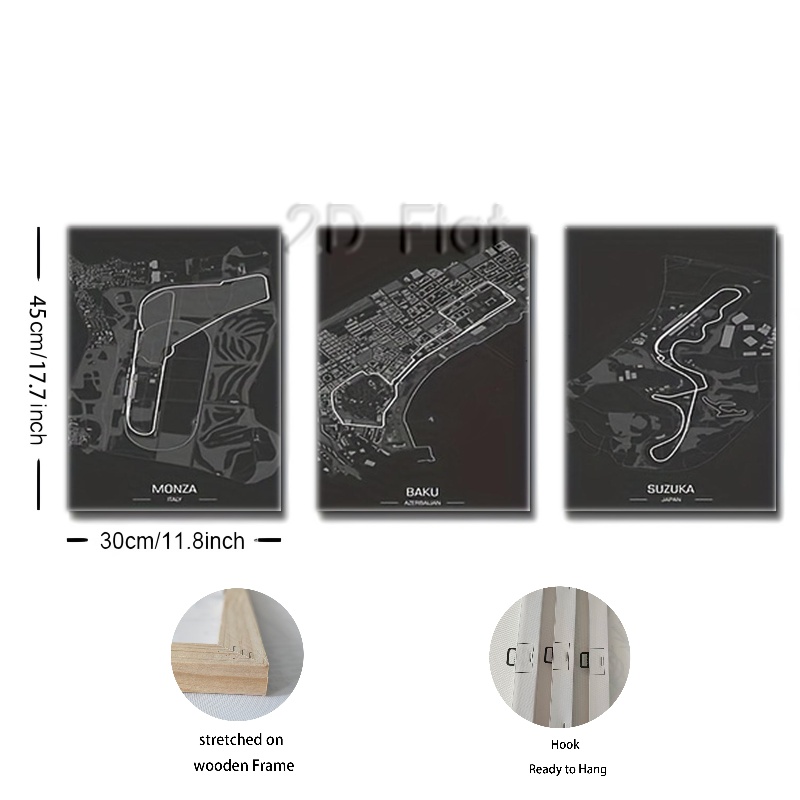 2D Flat
45cm/17.7inch
MONZA
ITALY
BAKU
AZERBAIJAN
SUZUKA
JAPAN
30cm/11.8inch
stretched on
wooden Frame
Hook
Ready to Hang